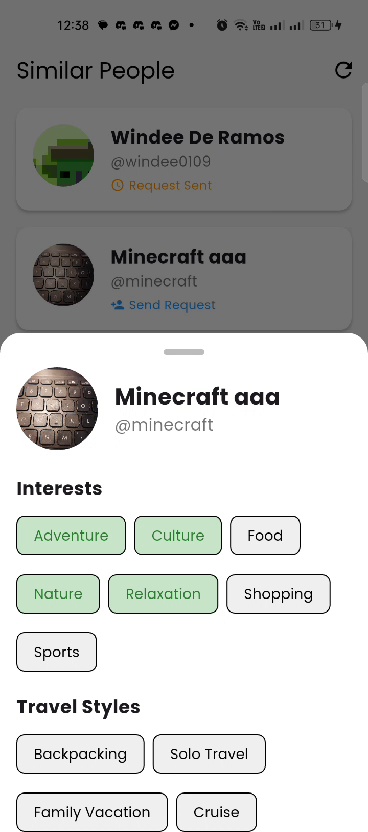 12:38
31
Similar People
Windee De Ramos
@windee0109
Request Sent
Minecraft aaa
@minecraft
Send Request
Minecraft aaa
@minecraft
Interests
Adventure Culture Food
Nature Relaxation Shopping
Sports
Travel Styles
Backpacking Solo Travel
Family Vacation Cruise